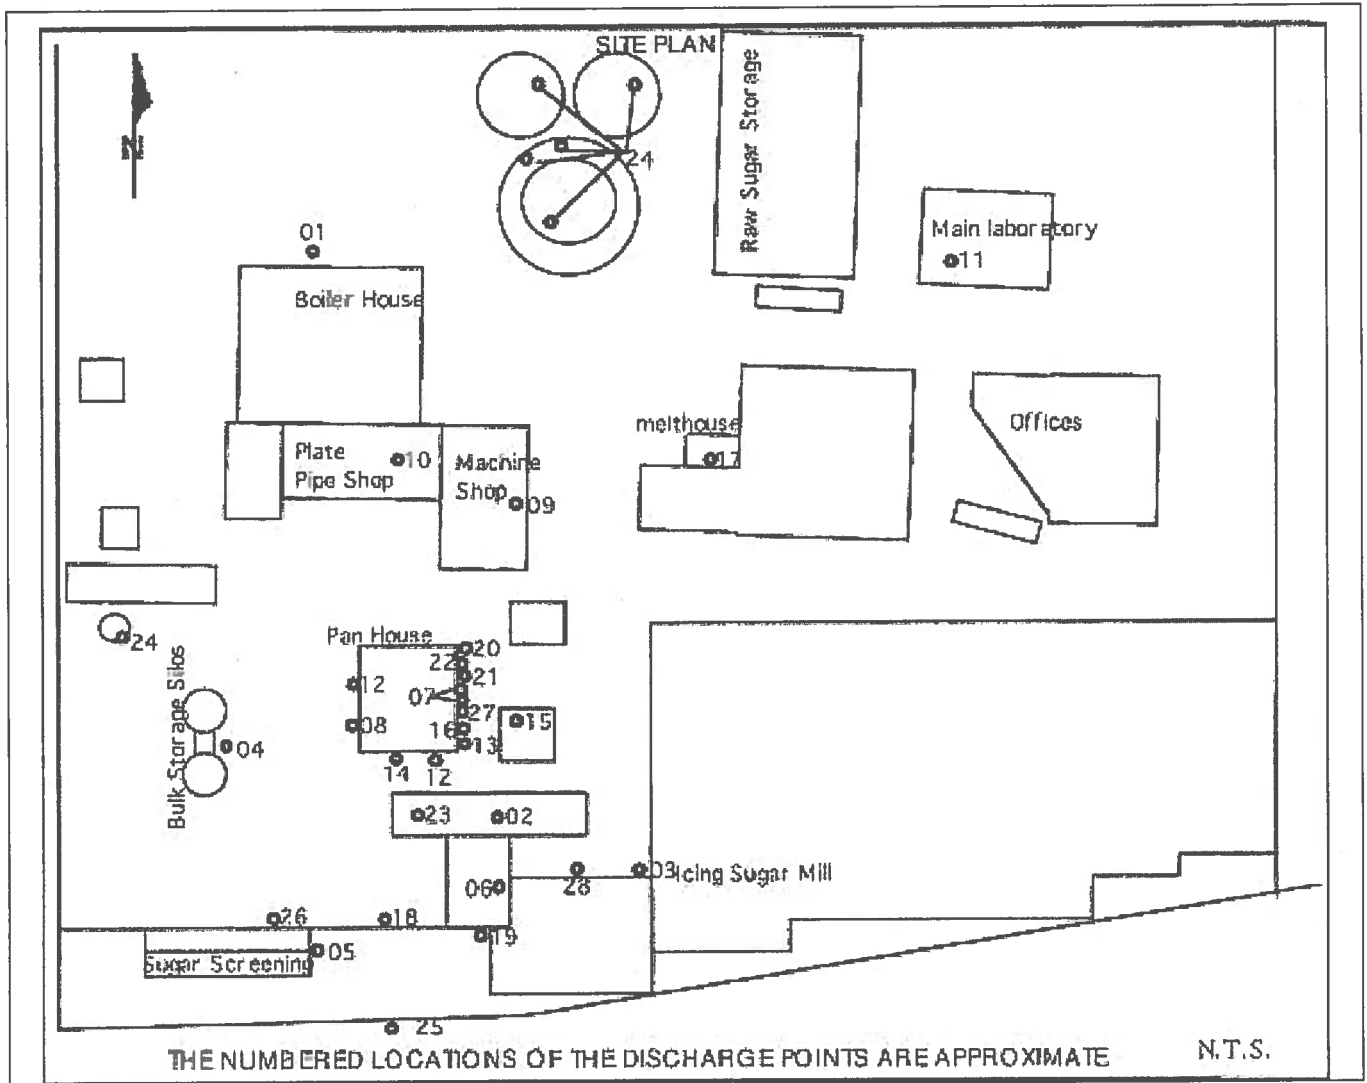 SITE PLAN
N
24
Raw Sugar Storage
Main laboratory
11
01
Boiler House
melthouse
17
Offices
Plate
Pipe Shop
10
Machine
Shop
09
24
Pan House
20
22
21
12
07
27
08
16
13
15
14
12
Bulk Storage Silos
04
23
02
28
03
Icing Sugar Mill
06
26
18
19
05
Sugar Screening
25
THE NUMBERED LOCATIONS OF THE DISCHARGE POINTS ARE APPROXIMATE
N.T.S.